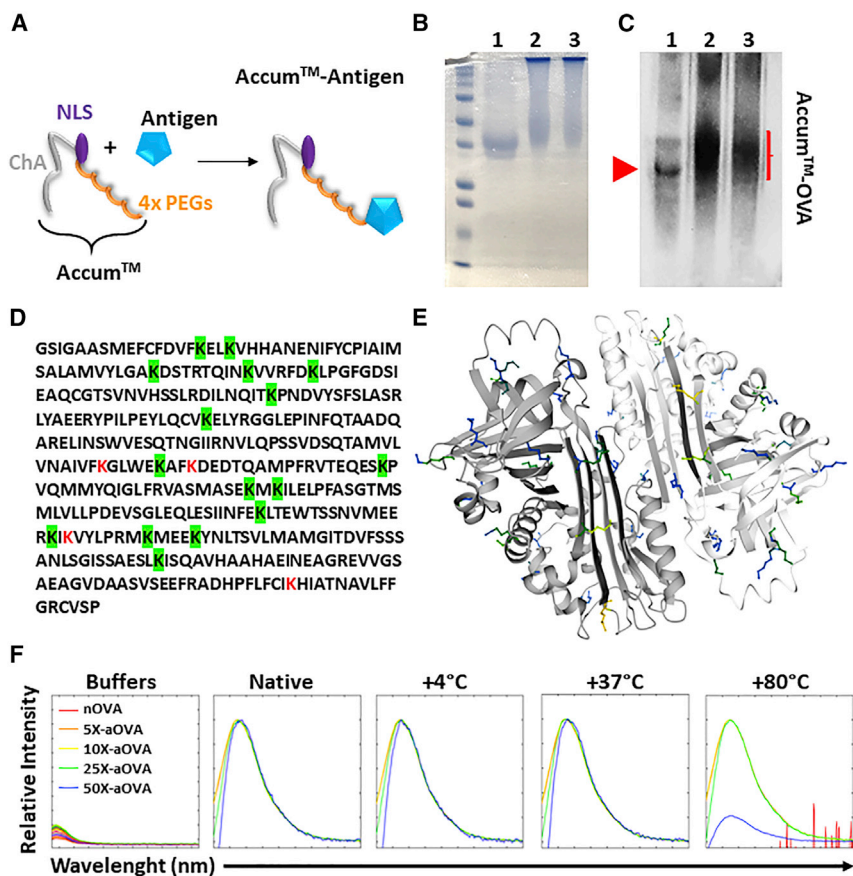 A
NLS
ChA
+
Antigen
4x PEGs
Accum™
Accum™-Antigen
B
1 2 3
C
1 2 3
Accum™-OVA
D
GSIGAASMEFCFDVFKELKVHHANENIFYCPIAIM
SALAMVYLGAKDSTRTQINKVVRFDKLPGFGDSI
EAQCGTSVNVHSSLRDILNQITKPNDVYSFSLASR
LYAEERYPILPEYLQCVKELYRGGLEPINFQTAADQ
ARELINSWVESQTNGIIRNVLQPSSVDSQTAMVL
VNAIVFKGLWEKAFKDEDTQAMPFRVTEQESKP
VQMMYQIGLFRVASMASEKMKILELPFASGTMS
MLVLLPDEVSGLEQLESIINFEKLTEWTSSNVMEE
RKIKVYLPRMKMEEKYNLTSVLMAMGITDVFSSS
ANLSGISSAESLKISQAVHAAHAEINEAGREVVGS
AEAGVDAASVSEEFRADHPFLFCIKHIATNAVLFF
GRCVSP
E
F
Buffers
Native
+4°C
+37°C
+80°C
nOVA
5X-aOVA
10X-aOVA
25X-aOVA
50X-aOVA
Relative Intensity
Wavelenght (nm)